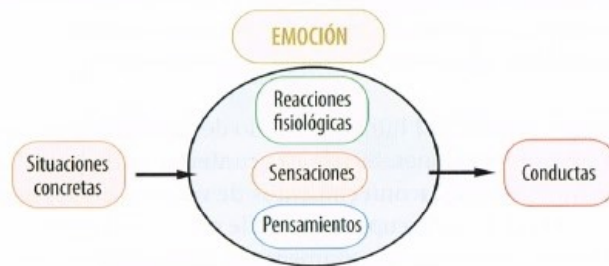 EMOCIÓN
Reacciones
fisiológicas
Situaciones
concretas
Sensaciones
Conductas
Pensamientos